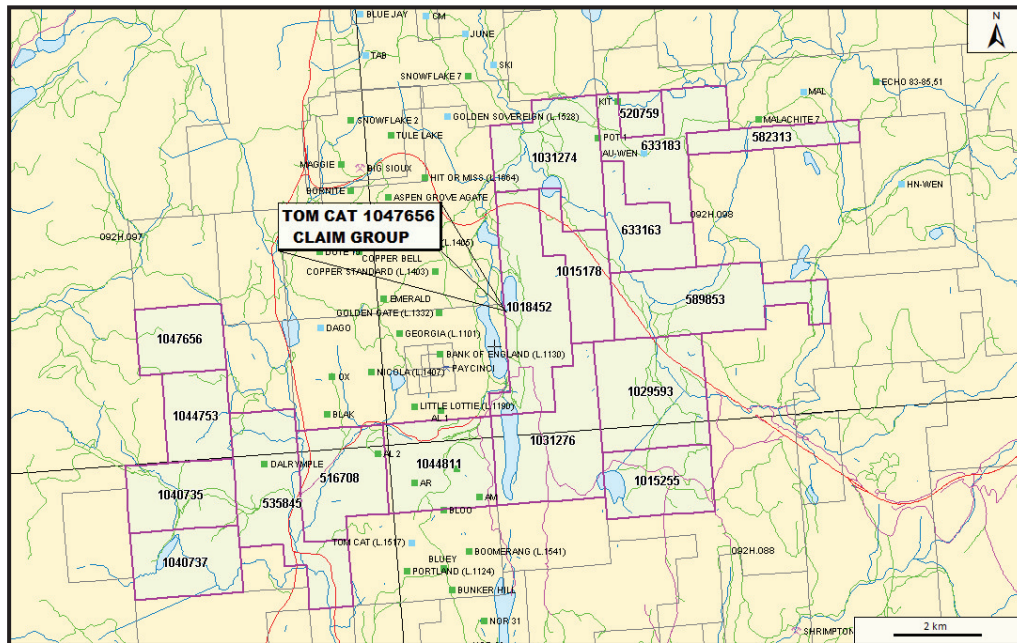 BLUE JAY
CM
N
JUNE
TAB
SKI
SNOWFLAKE 7
ECHO 83-85,51
MAL
KIT
520759
GOLDEN SOVEREIGN (L.1528)
SNOWFLAKE 2
MALACHITE 7
582313
TULE LAKE
POT 1
633183
AU-WEN
1031274
MAGGIE
BIG SIOUX
HIT OR MISS (L.1664)
HN-WEN
BORNITE
ASPEN GROVE AGATE
TOM CAT 1047656
CLAIM GROUP
092H.098
092H.097
633163
COPPER BELL
COPPER STANDARD (L.1403)
1015178
EMERALD
589853
1018452
GOLDEN GATE (L.1332)
DAGO
GEORGIA (L.1101)
1047656
BANK OF ENGLAND (L.1130)
PAYCINCI
OX
NICOLA (L.1407)
1029593
LITTLE LOTTIE (L.1190)
BLAK
AL 1
1044753
1031276
AL 2
DALRYMPLE
1044811
516708
1040735
AR
1015255
535845
AM
BLOO
TOM CAT (L.1517)
BOOMERANG (L.1541)
092H.088
BLUEY
1040737
PORTLAND (L.1124)
BUNKER HILL
NOR 31
2 km
SHRIMPTON